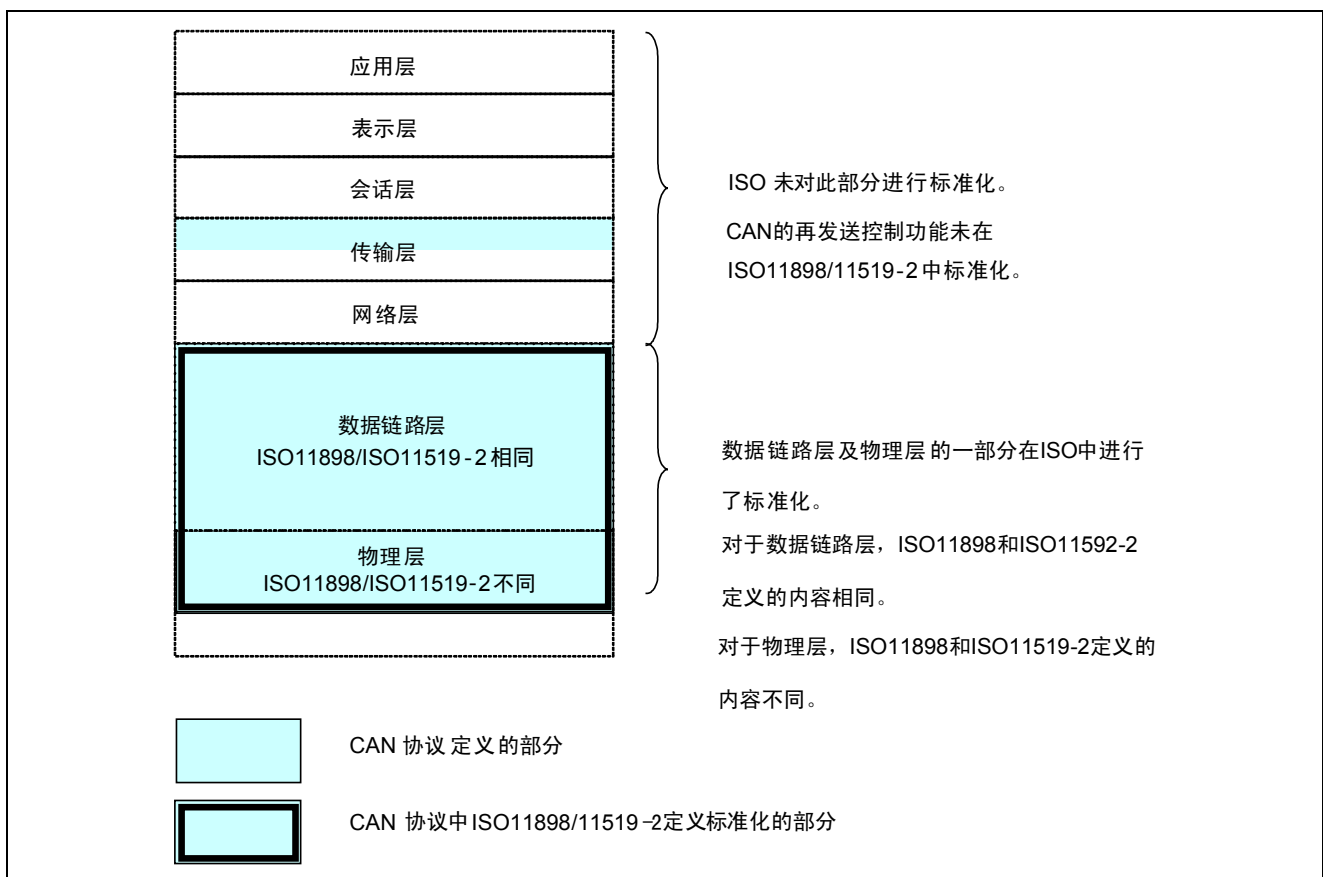 应用层
表示层
会话层
传输层
网络层
数据链路层
ISO11898/ISO11519-2相同
物理层
ISO11898/ISO11519-2不同
ISO 未对此部分进行标准化。
CAN的再发送控制功能未在
ISO11898/11519-2中标准化。
数据链路层及物理层的一部分在ISO中进行
了标准化。
对于数据链路层，ISO11898和ISO11592-2
定义的内容相同。
对于物理层，ISO11898和ISO11519-2定义的
内容不同。
CAN 协议定义的部分
CAN 协议中ISO11898/11519-2定义标准化的部分